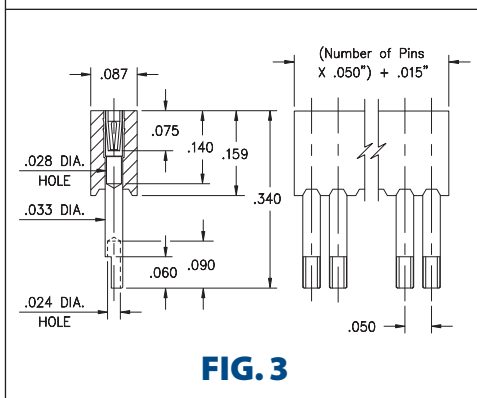 .087
(Number of Pins
X .050") + .015"
.075
.140
.159
.028 DIA.
HOLE
.340
.033 DIA.
.090
.060
.024 DIA.
HOLE
.050
FIG. 3